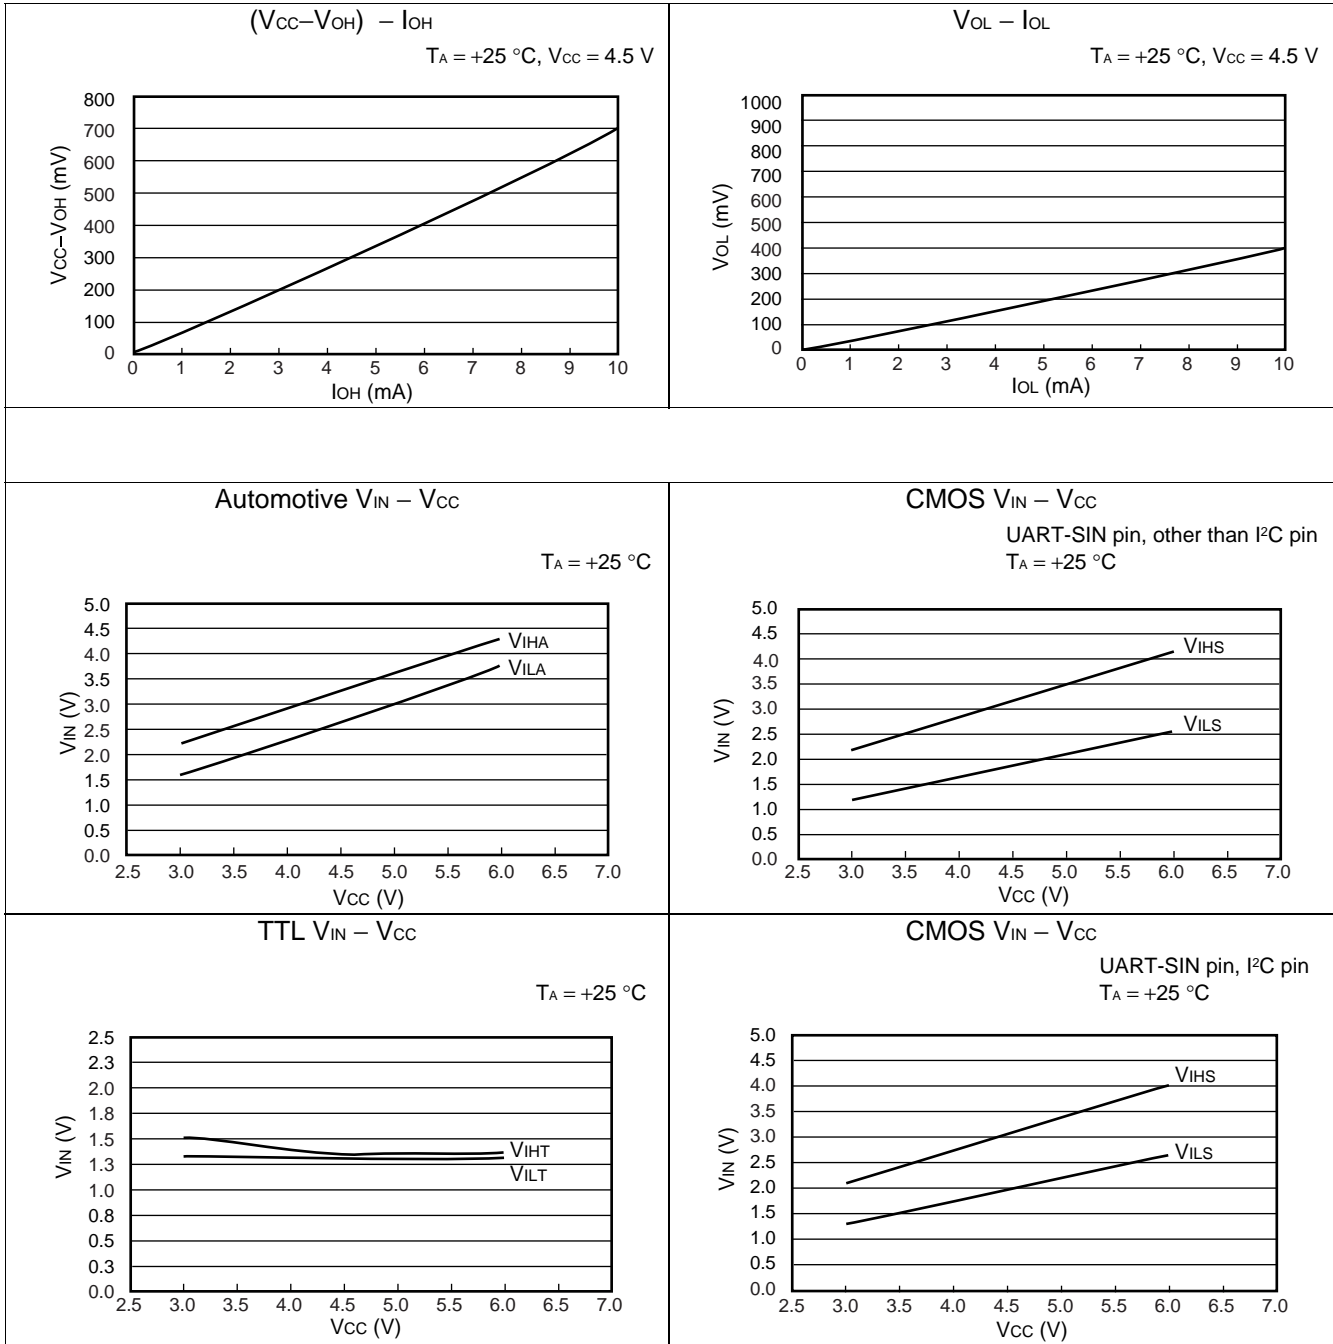 (VCC–VOH) – IOH
TA = +25 °C, VCC = 4.5 V
800
700
600
500
400
300
200
100
0
VCC–VOH (mV)
0 1 2 3 4 5 6 7 8 9 10
IOH (mA)
VOL – IOL
TA = +25 °C, VCC = 4.5 V
1000
900
800
700
600
500
400
300
200
100
0
VOL (mV)
0 1 2 3 4 5 6 7 8 9 10
IOL (mA)
Automotive VIN – VCC
TA = +25 °C
5.0
4.5
4.0
3.5
3.0
2.5
2.0
1.5
1.0
0.5
0.0
VIN (V)
VIHA
VILA
2.5 3.0 3.5 4.0 4.5 5.0 5.5 6.0 6.5 7.0
VCC (V)
CMOS VIN – VCC
UART-SIN pin, other than I²C pin
TA = +25 °C
5.0
4.5
4.0
3.5
3.0
2.5
2.0
1.5
1.0
0.5
0.0
VIN (V)
VIHS
VILS
2.5 3.0 3.5 4.0 4.5 5.0 5.5 6.0 6.5 7.0
VCC (V)
TTL VIN – VCC
TA = +25 °C
2.5
2.3
2.0
1.8
1.5
1.3
1.0
0.8
0.5
0.3
0.0
VIN (V)
VIHT
VILT
2.5 3.0 3.5 4.0 4.5 5.0 5.5 6.0 6.5 7.0
VCC (V)
CMOS VIN – VCC
UART-SIN pin, I²C pin
TA = +25 °C
5.0
4.5
4.0
3.5
3.0
2.5
2.0
1.5
1.0
0.5
0.0
VIN (V)
VIHS
VILS
2.5 3.0 3.5 4.0 4.5 5.0 5.5 6.0 6.5 7.0
VCC (V)